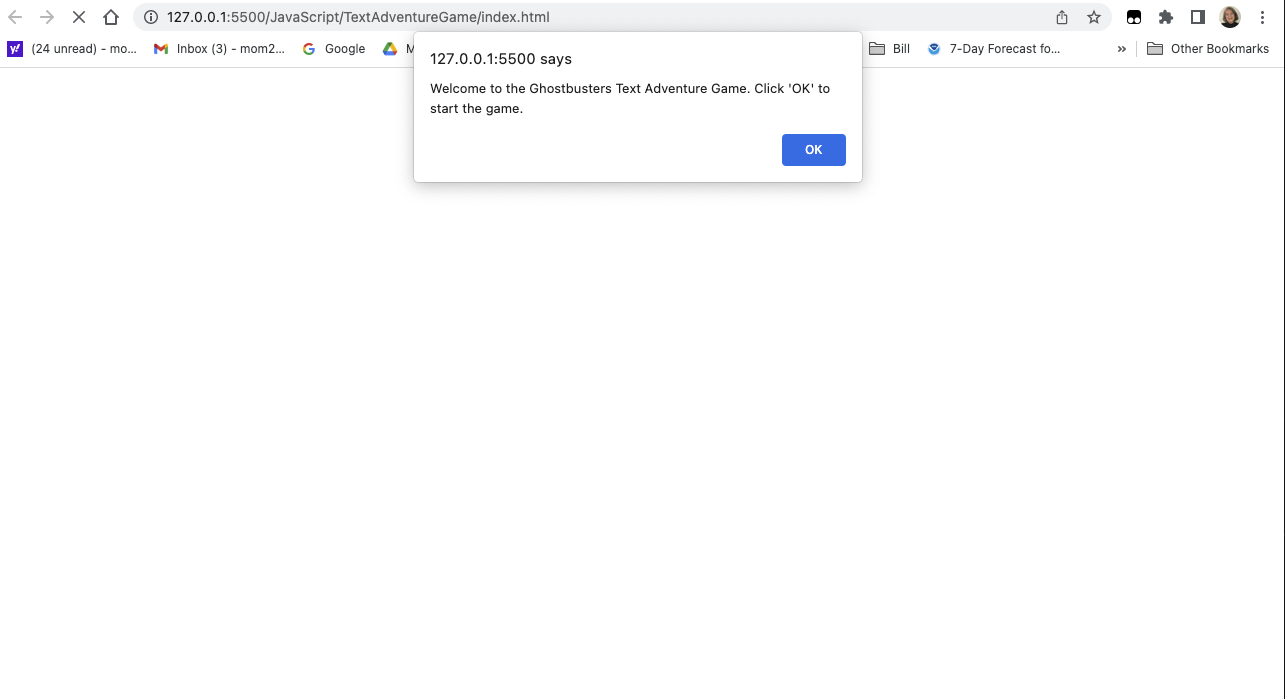 127.0.0.1:5500/JavaScript/TextAdventureGame/index.html
y! (24 unread) - mo... Inbox (3) - mom2... Google M Bill 7-Day Forecast fo... » Other Bookmarks
127.0.0.1:5500 says
Welcome to the Ghostbusters Text Adventure Game. Click 'OK' to
start the game.
OK